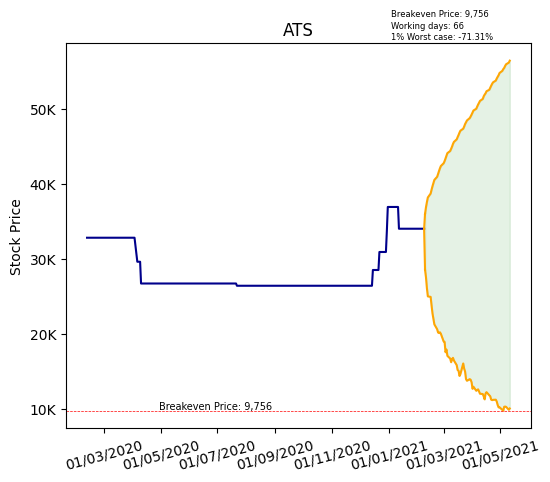 Breakeven Price: 9,756
Working days: 66
1% Worst case: -71.31%
ATS
Stock Price
50K
40K
30K
20K
10K
Breakeven Price: 9,756
01/03/2020
01/05/2020
01/07/2020
01/09/2020
01/11/2020
01/01/2021
01/03/2021
01/05/2021